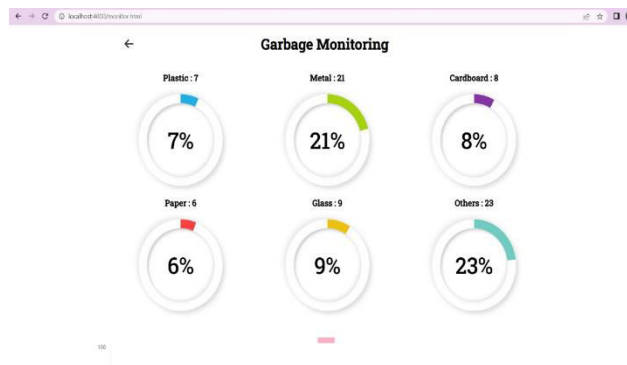 localhost:4000/monitor.html
Garbage Monitoring
Plastic : 7
Metal : 21
Cardboard : 8
7%
21%
8%
Paper : 6
Glass : 9
Others : 23
6%
9%
23%
100